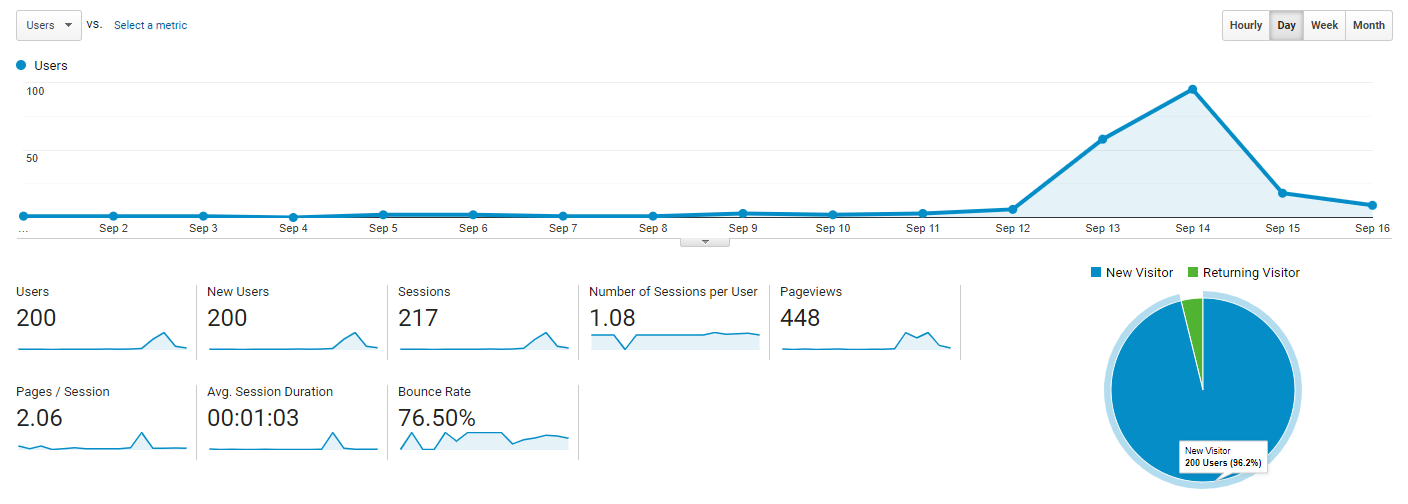 Users vs. Select a metric Hourly Day Week Month
Users
100
50
... Sep 2 Sep 3 Sep 4 Sep 5 Sep 6 Sep 7 Sep 8 Sep 9 Sep 10 Sep 11 Sep 12 Sep 13 Sep 14 Sep 15 Sep 16
New Visitor Returning Visitor
Users New Users Sessions Number of Sessions per User Pageviews
200 200 217 1.08 448
Pages / Session Avg. Session Duration Bounce Rate
2.06 00:01:03 76.50%
New Visitor
200 Users (96.2%)